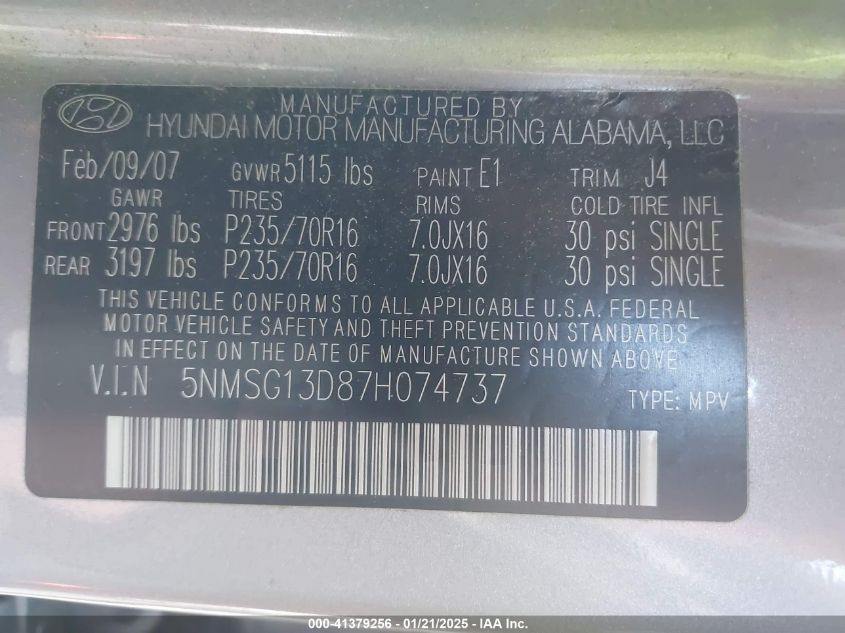 MANUFACTURED BY
HYUNDAI MOTOR MANUFACTURING ALABAMA, LLC
Feb/09/07 GVWR 5115 lbs PAINT E1 TRIM J4
GAWR TIRES RIMS COLD TIRE INFL
FRONT 2976 lbs P235/70R16 7.0JX16 30 psi SINGLE
REAR 3197 lbs P235/70R16 7.0JX16 30 psi SINGLE
THIS VEHICLE CONFORMS TO ALL APPLICABLE U.S.A. FEDERAL
MOTOR VEHICLE SAFETY AND THEFT PREVENTION STANDARDS
IN EFFECT ON THE DATE OF MANUFACTURE SHOWN ABOVE
V.I.N 5NMSG13D87H074737 TYPE: MPV
000-41379256 - 01/21/2025 - IAA Inc.